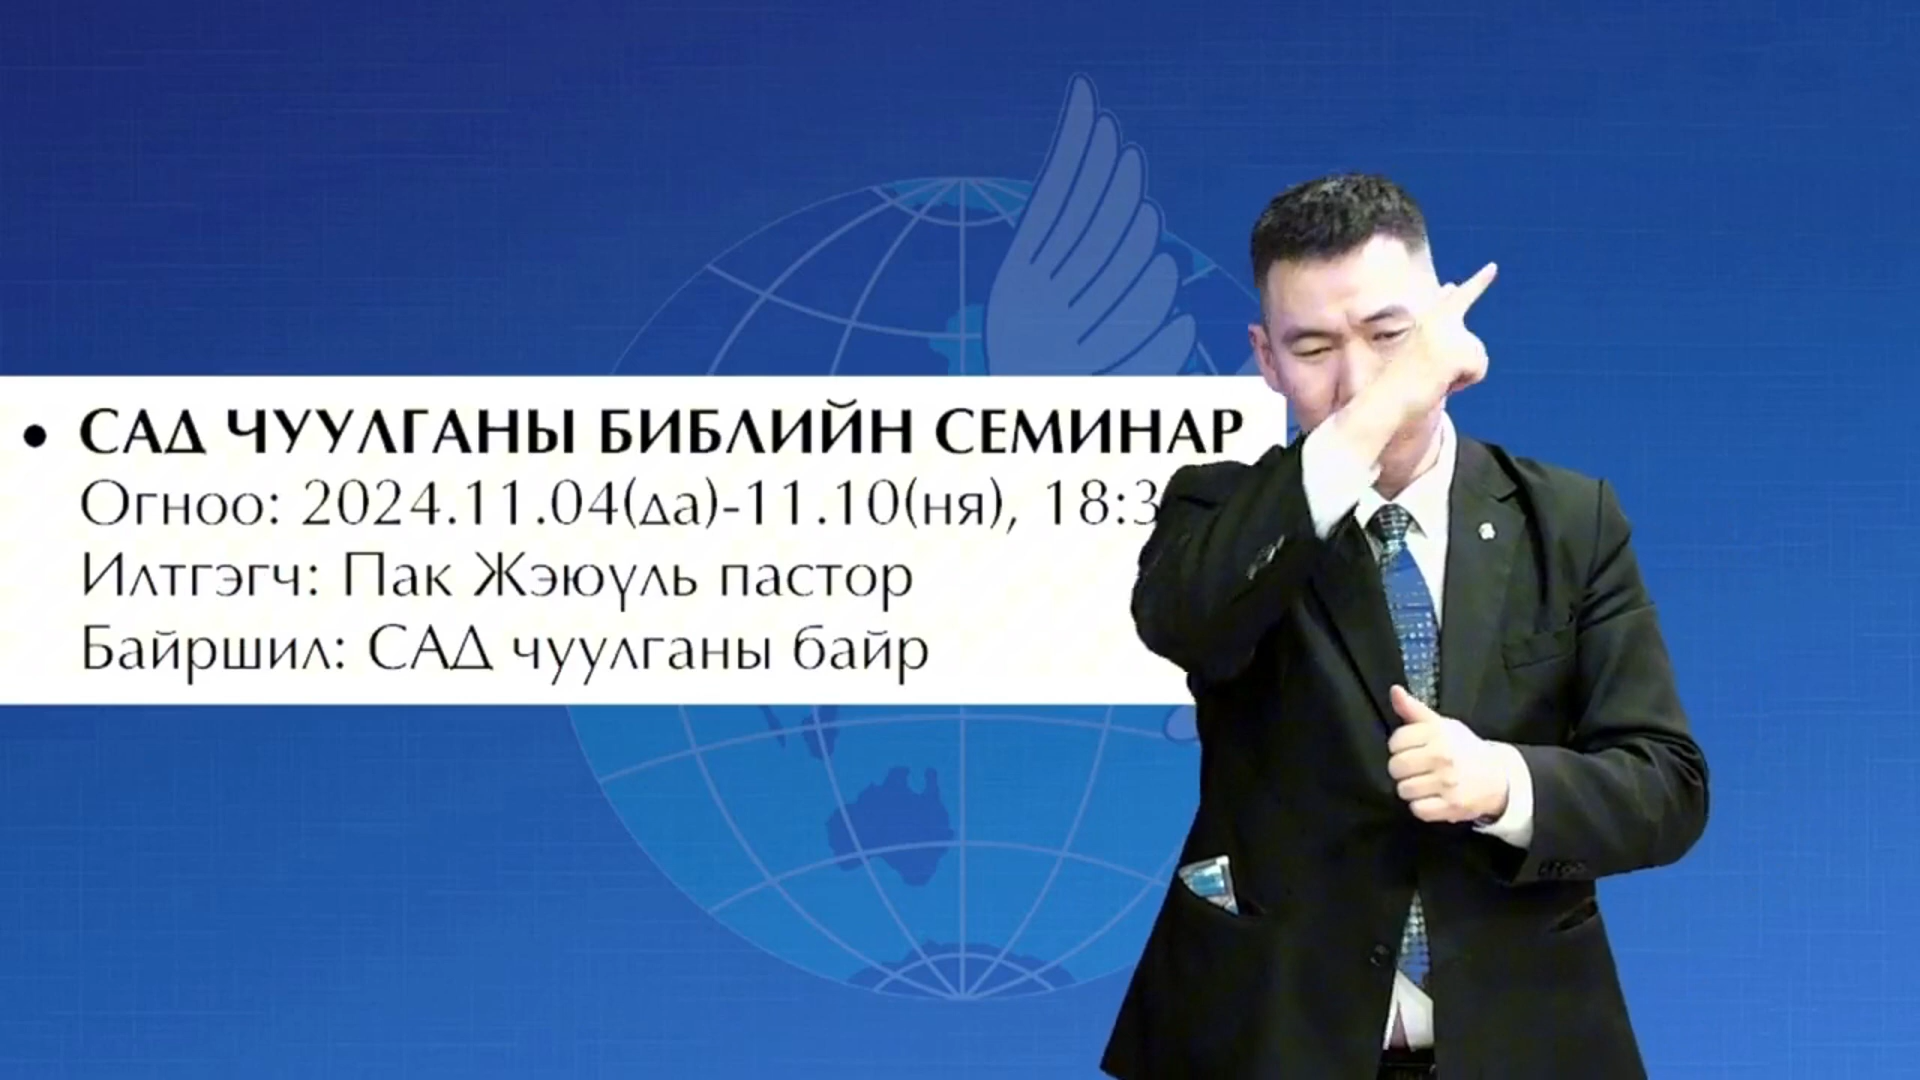 • САД ЧУУЛГАНЫ БИБЛИЙН СЕМИНАР
Огноо: 2024.11.04(да)-11.10(ня),
Илтгэгч: Пак Жэюүль пастор
Байршил: САД чуулганы байр